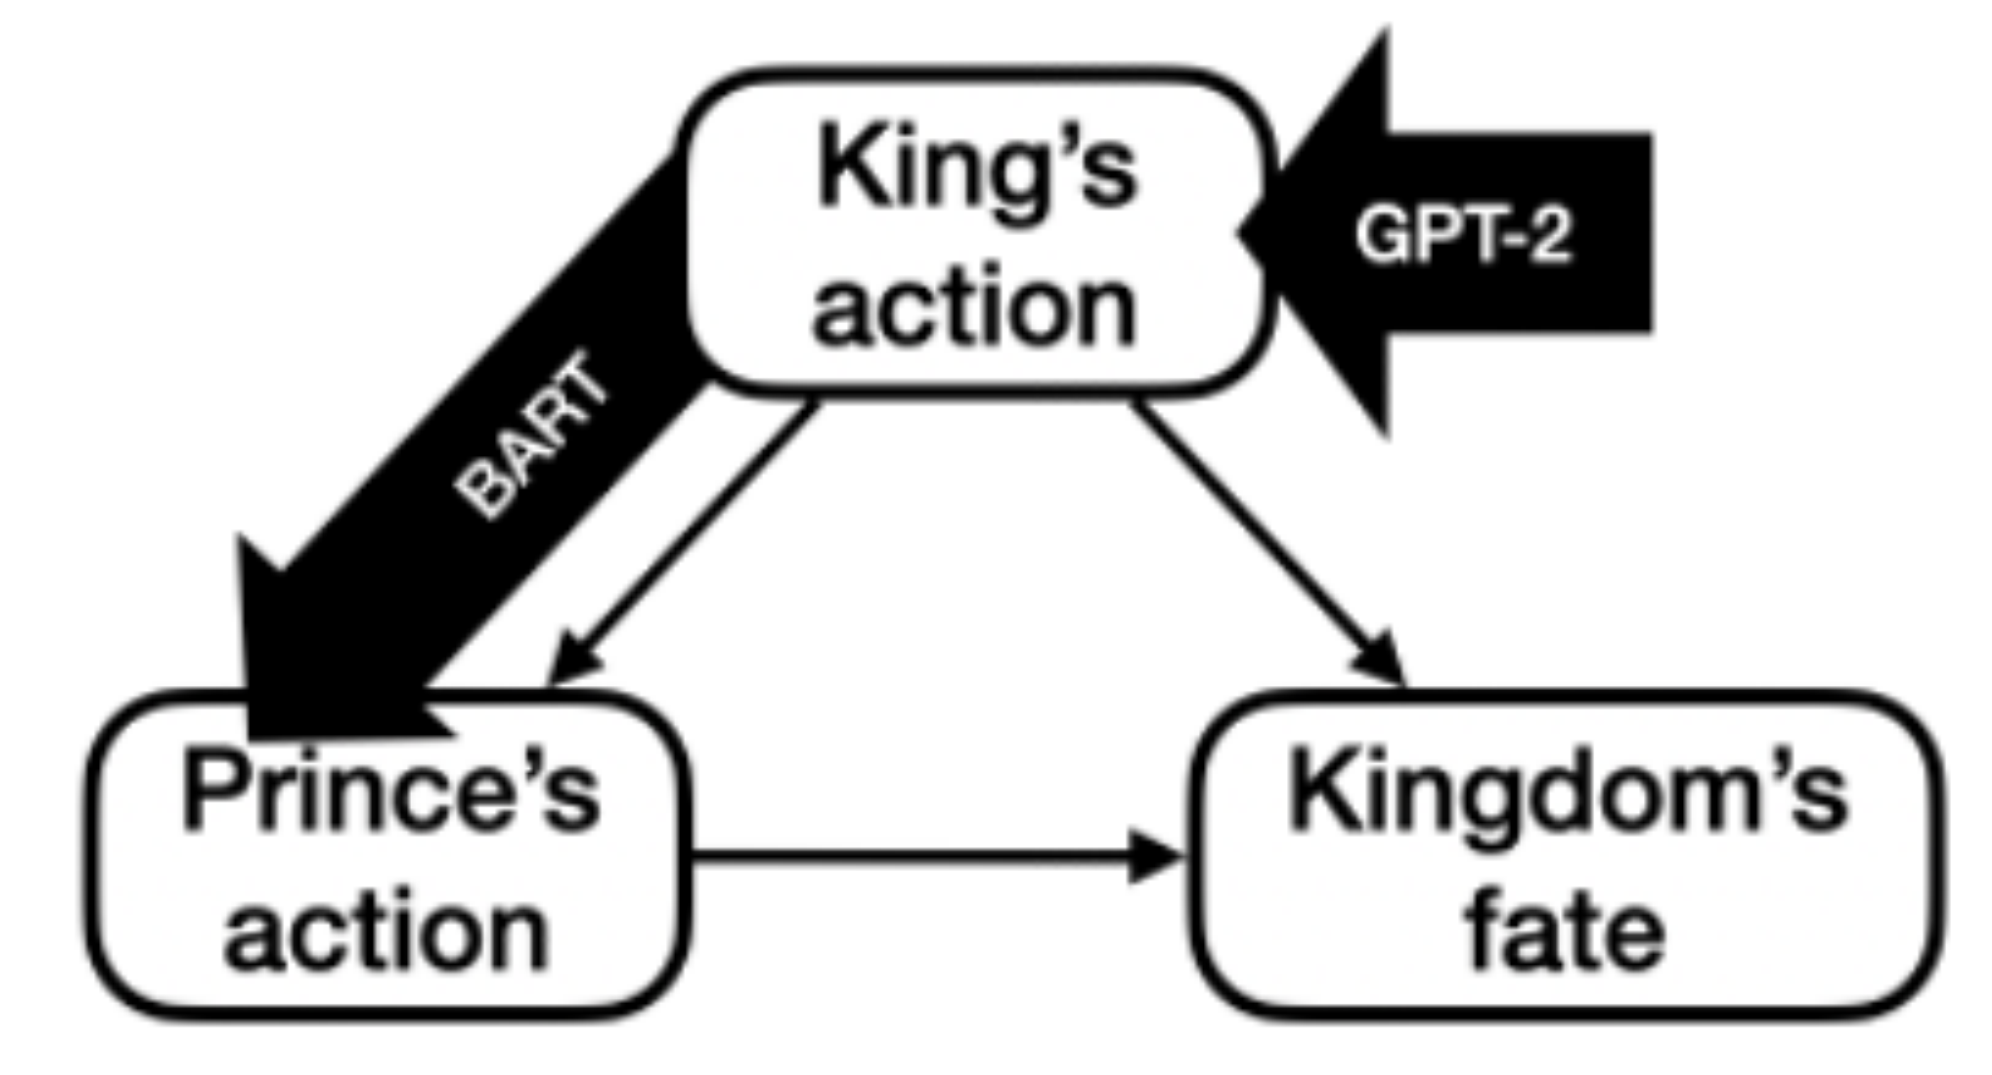 King’s
action
GPT-2
BART
Prince’s
action
Kingdom’s
fate